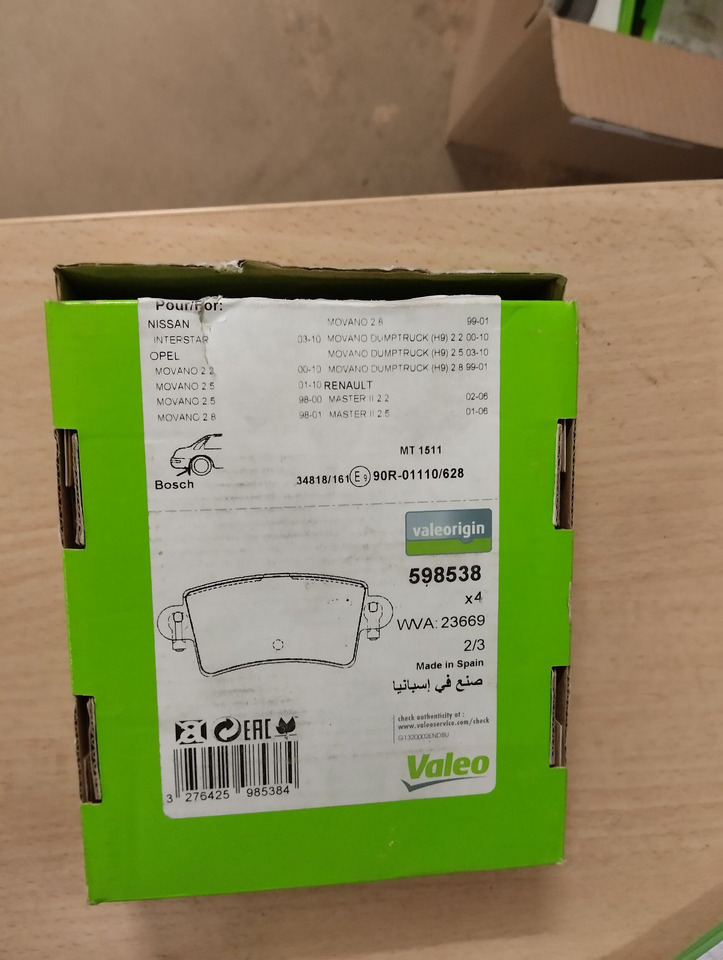 Pour/For:
NISSAN
INTERSTAR
OPEL
MOVANO 2.2 00-10
MOVANO 2.5 01-10
MOVANO 2.5 98-00
MOVANO 2.8 98-01
MOVANO 2.8 99-01
03-10 MOVANO DUMPTRUCK (H9) 2.2 00-10
MOVANO DUMPTRUCK (H9) 2.5 03-10
MOVANO DUMPTRUCK (H9) 2.8 99-01
RENAULT
MASTER II 2.2 02-06
MASTER II 2.5 01-06
MT 1511
Bosch
34818/161 E9 90R-01110/628
valeorigin
598538
x4
WVA: 23669
2/3
Made in Spain
صنع في إسبانيا
EAC
check authenticity at :
www.valeoservice.com/check
G1320002ENDBU
Valeo
3 276425 985384